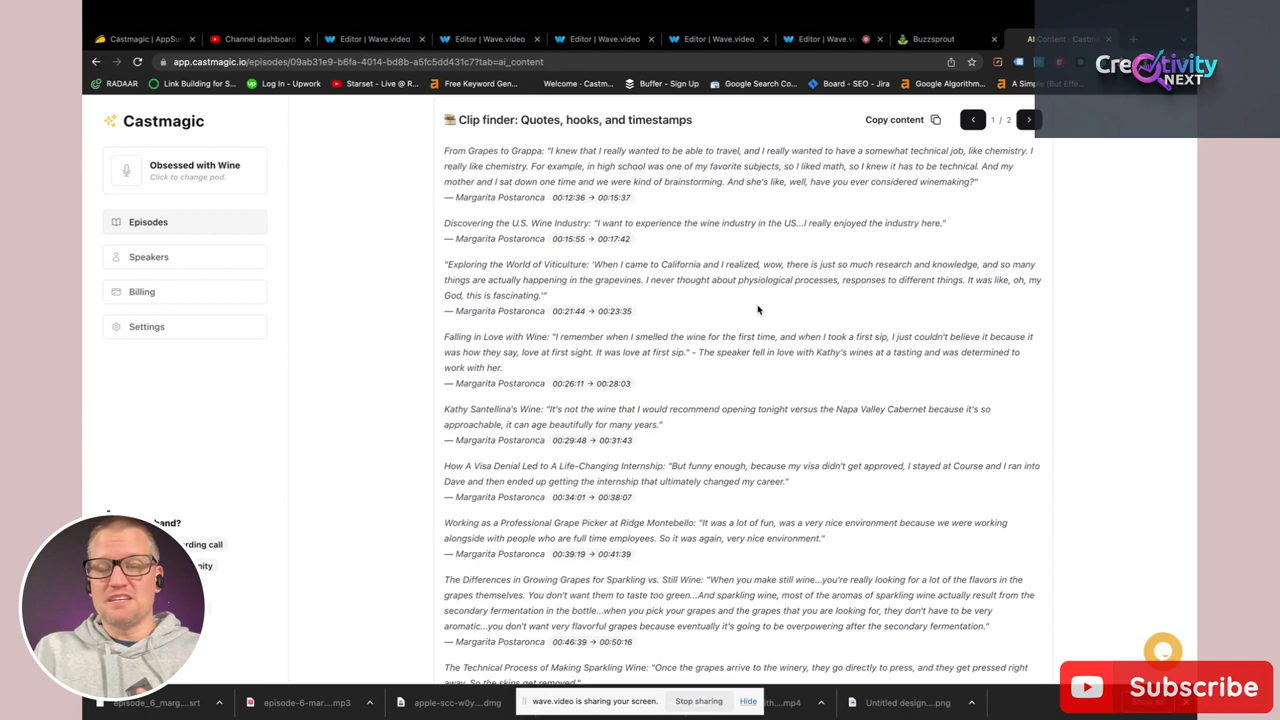 Castmagic | AppSu
Channel dashboard
Editor | Wave.video
Editor | Wave.video
Editor | Wave.video
Editor | Wave.video
Editor | Wave.vi
Buzzsprout
AI Content - Castm
app.castmagic.io/episodes/09ab31e9-b6fa-4014-bd8b-a5fc5dd431c7?tab=ai_content
RADAAR
Link Building for S...
Log In – Upwork
Starset – Live @ R...
Free Keyword Gen...
Welcome - Castm...
Buffer - Sign Up
Google Search Co...
Board - SEO - Jira
Google Algorithm...
A Simple (But Effe
Creativity
NEXT
Castmagic
Obsessed with Wine
Click to change pod.
Episodes
Speakers
Billing
Settings
Clip finder: Quotes, hooks, and timestamps
Copy content
1 / 2
From Grapes to Grappa: "I knew that I really wanted to be able to travel, and I really wanted to have a somewhat technical job, like chemistry. I
really like chemistry. For example, in high school was one of my favorite subjects, so I liked math, so I knew it has to be technical. And my
mother and I sat down one time and we were kind of brainstorming. And she's like, well, have you ever considered winemaking?"
— Margarita Postaronca 00:12:36 → 00:15:37
Discovering the U.S. Wine Industry: "I want to experience the wine industry in the US...I really enjoyed the industry here."
— Margarita Postaronca 00:15:55 → 00:17:42
"Exploring the World of Viticulture: 'When I came to California and I realized, wow, there is just so much research and knowledge, and so many
things are actually happening in the grapevines. I never thought about physiological processes, responses to different things. It was like, oh, my
God, this is fascinating.'"
— Margarita Postaronca 00:21:44 → 00:23:35
Falling in Love with Wine: "I remember when I smelled the wine for the first time, and when I took a first sip, I just couldn't believe it because it
was how they say, love at first sight. It was love at first sip." - The speaker fell in love with Kathy's wines at a tasting and was determined to
work with her.
— Margarita Postaronca 00:26:11 → 00:28:03
Kathy Santellina's Wine: "It's not the wine that I would recommend opening tonight versus the Napa Valley Cabernet because it's so
approachable, it can age beautifully for many years."
— Margarita Postaronca 00:29:48 → 00:31:43
How A Visa Denial Led to A Life-Changing Internship: "But funny enough, because my visa didn't get approved, I stayed at Course and I ran into
Dave and then ended up getting the internship that ultimately changed my career."
— Margarita Postaronca 00:34:01 → 00:38:07
Working as a Professional Grape Picker at Ridge Montebello: "It was a lot of fun, was a very nice environment because we were working
alongside with people who are full time employees. So it was again, very nice environment."
— Margarita Postaronca 00:39:19 → 00:41:39
The Differences in Growing Grapes for Sparkling vs. Still Wine: "When you make still wine...you're really looking for a lot of the flavors in the
grapes themselves. You don't want them to taste too green...And sparkling wine, most of the aromas of sparkling wine actually result from the
secondary fermentation in the bottle...when you pick your grapes and the grapes that you are looking for, they don't have to be very
aromatic...you don't want very flavorful grapes because eventually it's going to be overpowering after the secondary fermentation."
— Margarita Postaronca 00:46:39 → 00:50:16
The Technical Process of Making Sparkling Wine: "Once the grapes arrive to the winery, they go directly to press, and they get pressed right
away. So the skins get removed."
hand?
rding call
nity
Subscribe
episode_6_marg....srt
episode-6-mar....mp3
apple-scc-w0y....dmg
wave.video is sharing your screen.
Stop sharing
Hide
ith....mp4
Untitled design....png